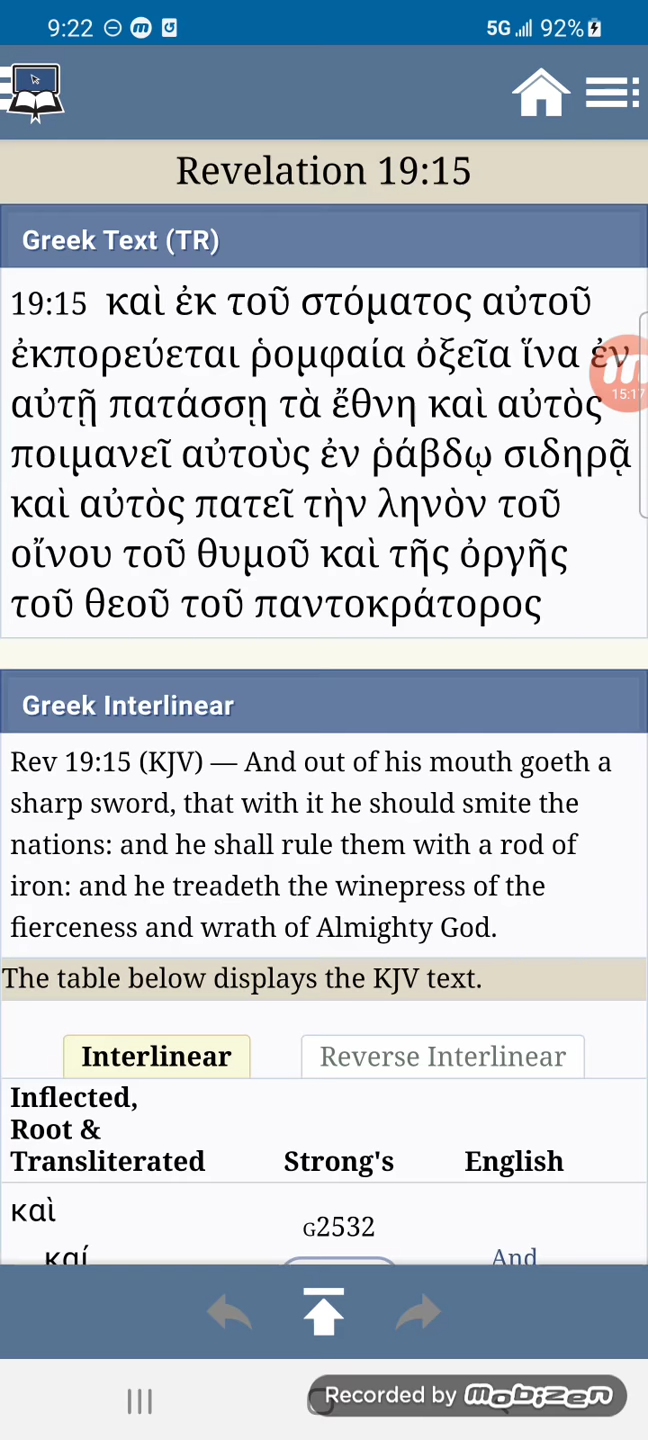 9:22 5G 92%
Revelation 19:15
Greek Text (TR)
19:15 καὶ ἐκ τοῦ στόματος αὐτοῦ
ἐκπορεύεται ῥομφαία ὀξεῖα ἵνα ἐν
15:17
αὐτῇ πατάσσῃ τὰ ἔθνη καὶ αὐτὸς
ποιμανεῖ αὐτοὺς ἐν ῥάβδῳ σιδηρᾷ
καὶ αὐτὸς πατεῖ τὴν ληνὸν τοῦ
οἴνου τοῦ θυμοῦ καὶ τῆς ὀργῆς
τοῦ θεοῦ τοῦ παντοκράτορος
Greek Interlinear
Rev 19:15 (KJV) — And out of his mouth goeth a
sharp sword, that with it he should smite the
nations: and he shall rule them with a rod of
iron: and he treadeth the winepress of the
fierceness and wrath of Almighty God.
The table below displays the KJV text.
Interlinear Reverse Interlinear
Inflected,
Root &
Transliterated Strong's English
καὶ
G2532
καί And
Recorded by mobizen